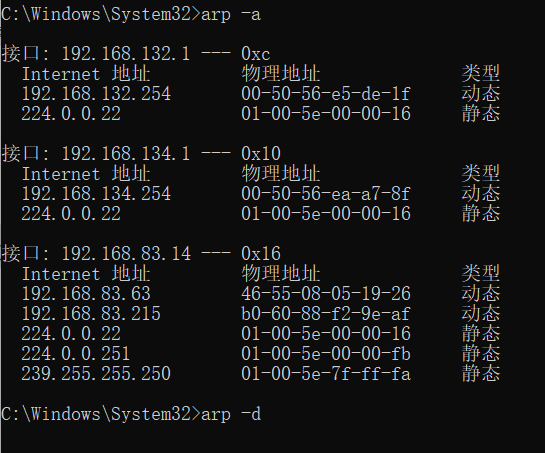 C:\Windows\System32>arp -a
接口: 192.168.132.1 --- 0xc
Internet 地址 物理地址 类型
192.168.132.254 00-50-56-e5-de-1f 动态
224.0.0.22 01-00-5e-00-00-16 静态
接口: 192.168.134.1 --- 0x10
Internet 地址 物理地址 类型
192.168.134.254 00-50-56-ea-a7-8f 动态
224.0.0.22 01-00-5e-00-00-16 静态
接口: 192.168.83.14 --- 0x16
Internet 地址 物理地址 类型
192.168.83.63 46-55-08-05-19-26 动态
192.168.83.215 b0-60-88-f2-9e-af 动态
224.0.0.22 01-00-5e-00-00-16 静态
224.0.0.251 01-00-5e-00-00-fb 静态
239.255.255.250 01-00-5e-7f-ff-fa 静态
C:\Windows\System32>arp -d